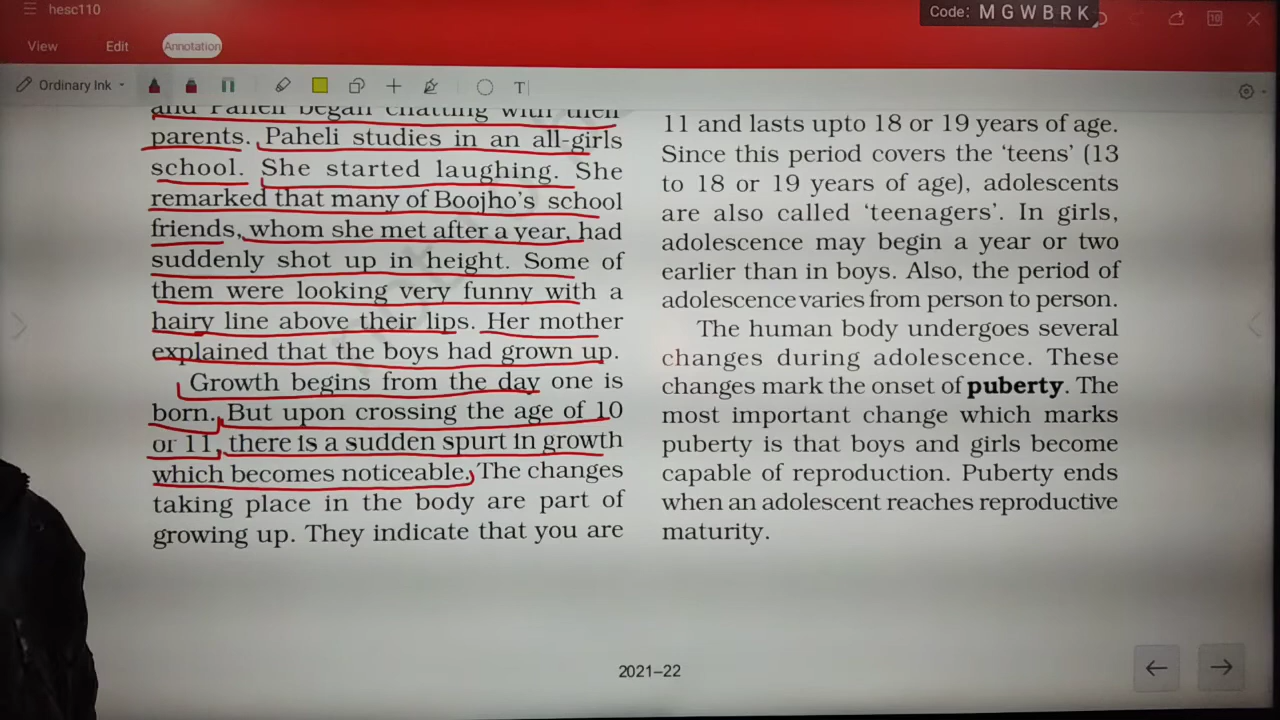 hesc110
Code: M G W B R K
10
View
Edit
Annotation
Ordinary Ink
T
and Paheli began chatting with their
parents. Paheli studies in an all-girls
school. She started laughing. She
remarked that many of Boojho's school
friends, whom she met after a year, had
suddenly shot up in height. Some of
them were looking very funny with a
hairy line above their lips. Her mother
explained that the boys had grown up.
Growth begins from the day one is
born. But upon crossing the age of 10
or 11, there is a sudden spurt in growth
which becomes noticeable. The changes
taking place in the body are part of
growing up. They indicate that you are
11 and lasts upto 18 or 19 years of age.
Since this period covers the ‘teens’ (13
to 18 or 19 years of age), adolescents
are also called ‘teenagers’. In girls,
adolescence may begin a year or two
earlier than in boys. Also, the period of
adolescence varies from person to person.
The human body undergoes several
changes during adolescence. These
changes mark the onset of puberty. The
most important change which marks
puberty is that boys and girls become
capable of reproduction. Puberty ends
when an adolescent reaches reproductive
maturity.
2021–22